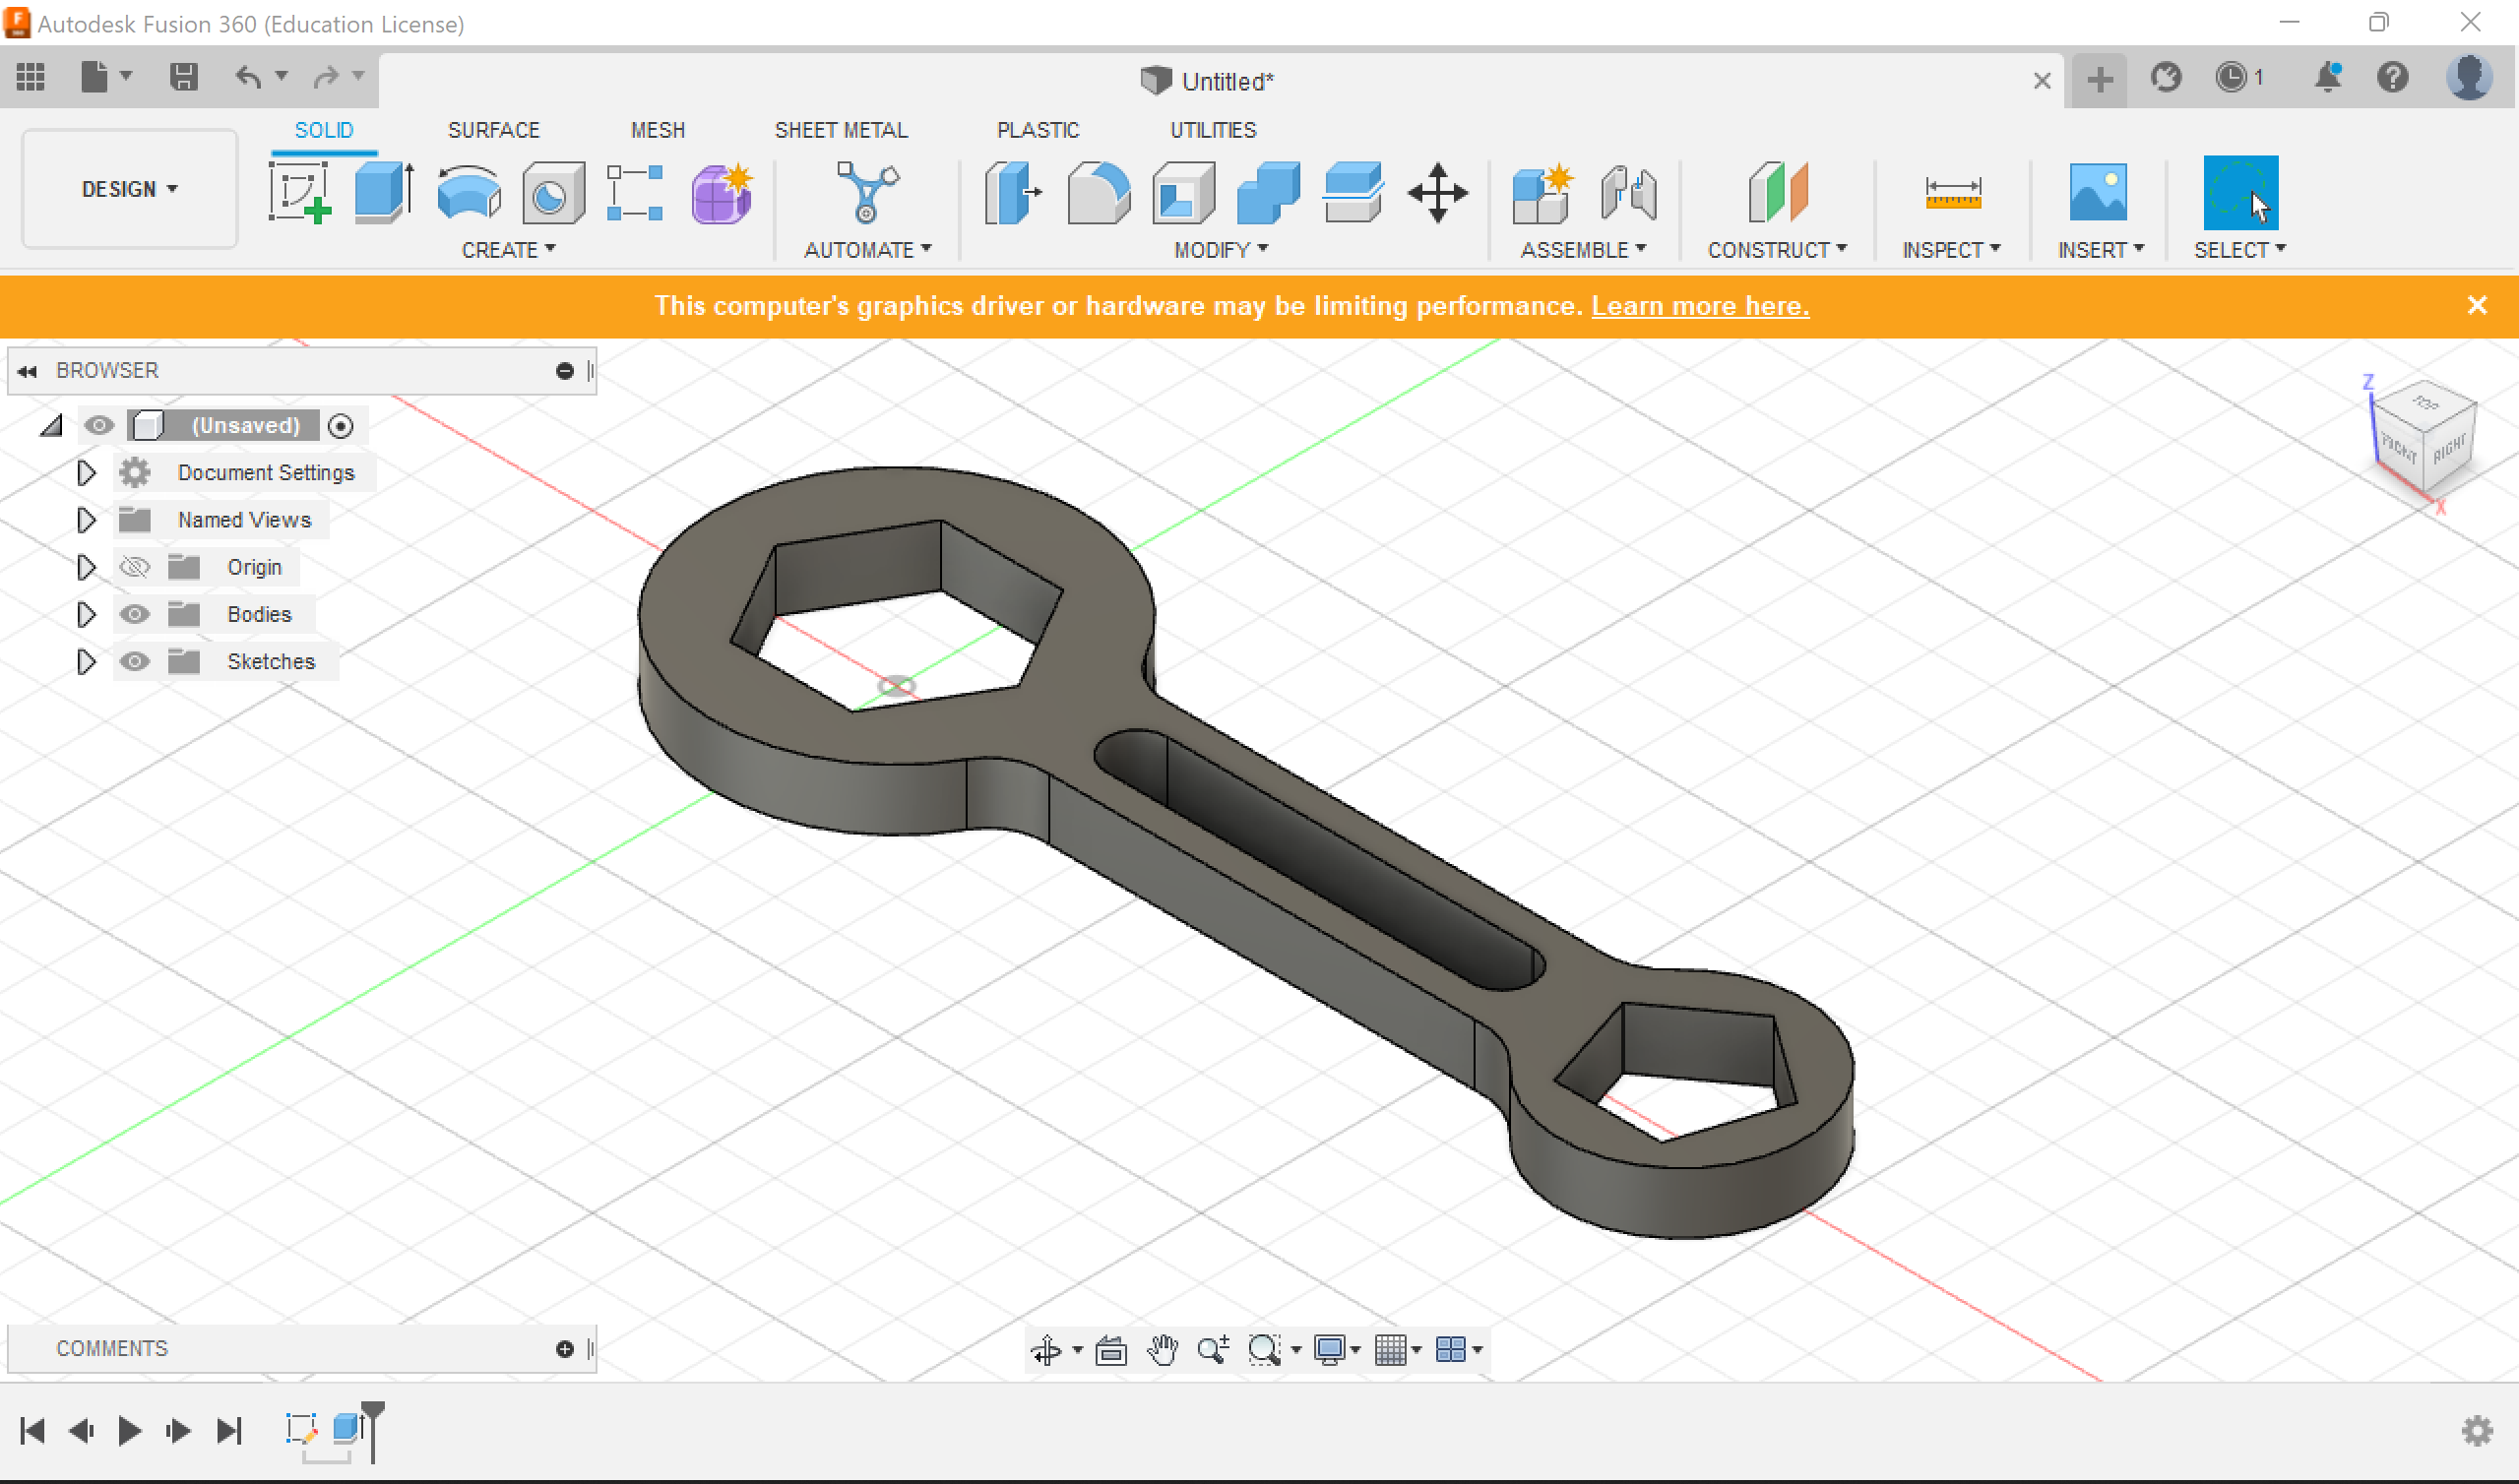 Autodesk Fusion 360 (Education License)
Untitled*
1
SOLID SURFACE MESH SHEET METAL PLASTIC UTILITIES
DESIGN
CREATE AUTOMATE MODIFY ASSEMBLE CONSTRUCT INSPECT INSERT SELECT
This computer's graphics driver or hardware may be limiting performance. Learn more here.
BROWSER
(Unsaved)
Document Settings
Named Views
Origin
Bodies
Sketches
Z
TOP
FRONT
RIGHT
X
COMMENTS